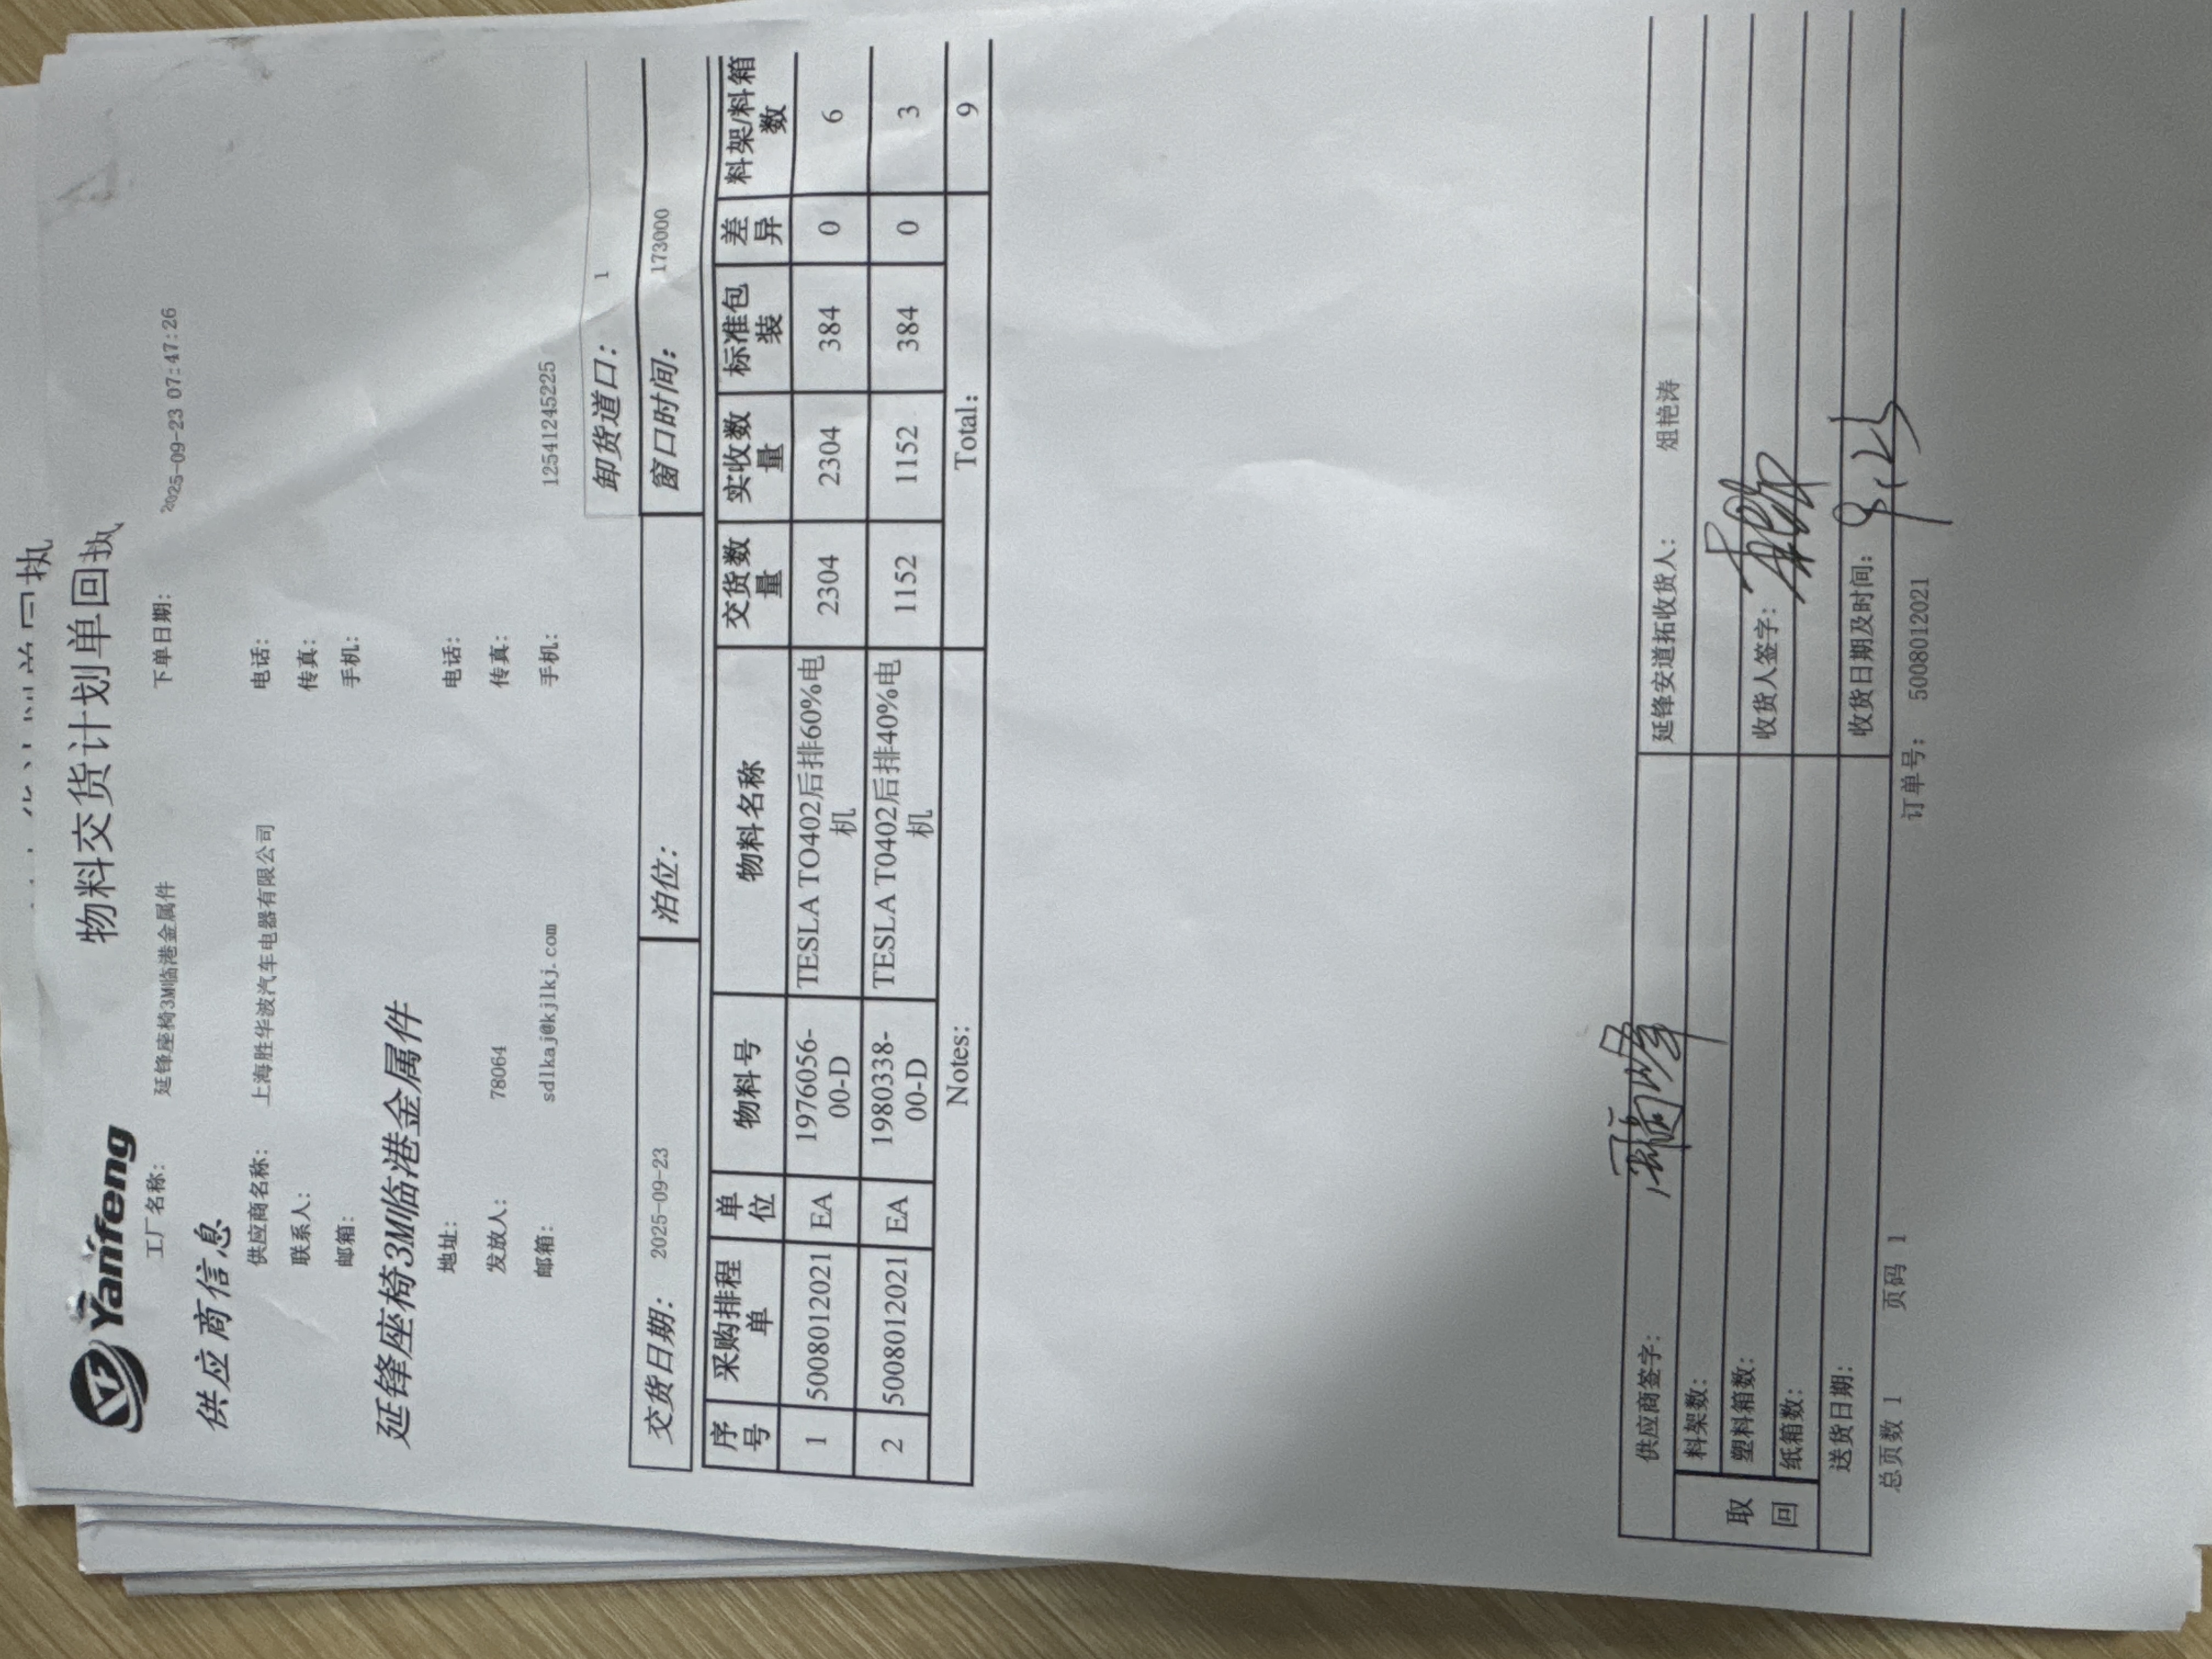 Yanfeng
物料交货计划单回执
工厂名称： 延锋座椅3M临港金属件 下单日期： 2025-09-23 07:47:26
供应商信息
供应商名称： 上海胜华波汽车电器有限公司 电话：
联系人： 传真：
邮箱： 手机：
延锋座椅3M临港金属件
地址： 电话：
发放人： 78064 传真：
邮箱： sdlkaj@kjlkj.com 手机： 12541245225
卸货道口： 1
交货日期： 2025-09-23 泊位： 窗口时间： 173000
序号 采购排程单 单位 物料号 物料名称 交货数量 实收数量 标准包装 差异 料架/料箱数
1 5008012021 EA 1976056-00-D TESLA TO402后排60%电机 2304 2304 384 0 6
2 5008012021 EA 1980338-00-D TESLA T0402后排40%电机 1152 1152 384 0 3
Notes: Total: 9
供应商签字： 延锋安道拓收货人： 俎艳涛
取回 料架数：
塑料箱数： 收货人签字：
纸箱数：
送货日期： 收货日期及时间： 9.23
总页数 1 页码 1 订单号： 5008012021